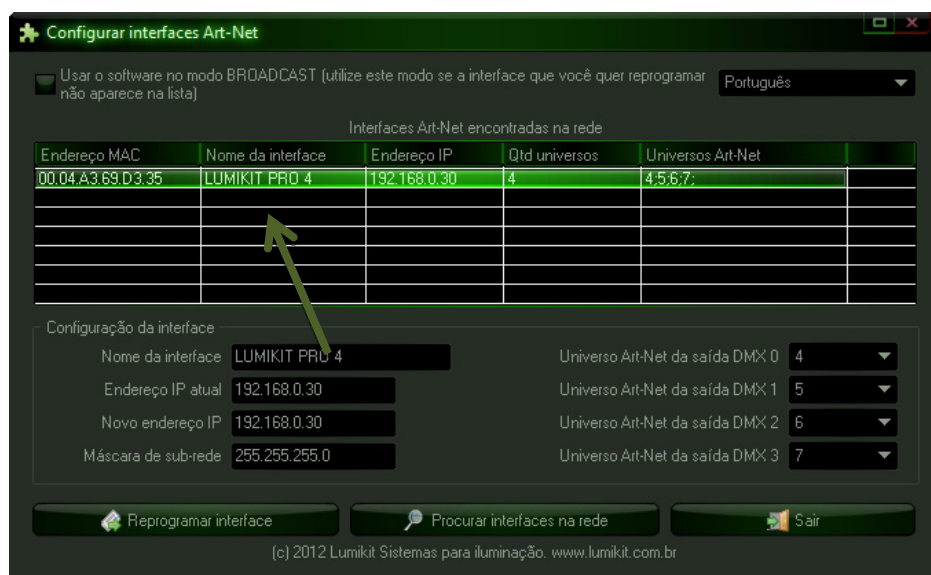 Configurar interfaces Art-Net
Usar o software no modo BROADCAST (utilize este modo se a interface que você quer reprogramar
não aparece na lista)
Português
Interfaces Art-Net encontradas na rede
Endereço MAC Nome da interface Endereço IP Qtd universos Universos Art-Net
00.04.A3.69.D3.35 LUMIKIT PRO 4 192.168.0.30 4 4;5;6;7;
Configuração da interface
Nome da interface LUMIKIT PRO 4 Universo Art-Net da saída DMX 0 4
Endereço IP atual 192.168.0.30 Universo Art-Net da saída DMX 1 5
Novo endereço IP 192.168.0.30 Universo Art-Net da saída DMX 2 6
Máscara de sub-rede 255.255.255.0 Universo Art-Net da saída DMX 3 7
Reprogramar interface Procurar interfaces na rede Sair
(c) 2012 Lumikit Sistemas para iluminação. www.lumikit.com.br